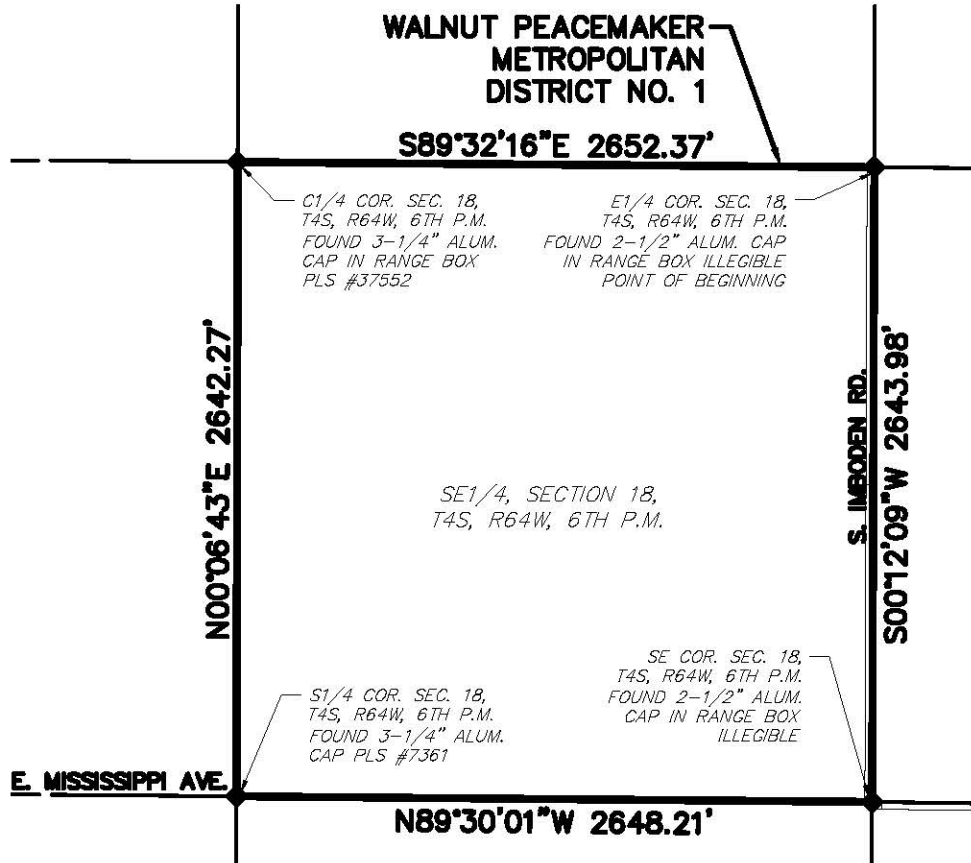 WALNUT PEACEMAKER
METROPOLITAN
DISTRICT NO. 1
S89°32'16"E 2652.37'
C1/4 COR. SEC. 18,
T4S, R64W, 6TH P.M.
FOUND 3-1/4" ALUM.
CAP IN RANGE BOX
PLS #37552
E1/4 COR. SEC. 18,
T4S, R64W, 6TH P.M.
FOUND 2-1/2" ALUM. CAP
IN RANGE BOX ILLEGIBLE
POINT OF BEGINNING
N00°06'43"E 2642.27'
S. IMBODEN RD.
S00°12'09"W 2643.98'
SE1/4, SECTION 18,
T4S, R64W, 6TH P.M.
S1/4 COR. SEC. 18,
T4S, R64W, 6TH P.M.
FOUND 3-1/4" ALUM.
CAP PLS #7361
SE COR. SEC. 18,
T4S, R64W, 6TH P.M.
FOUND 2-1/2" ALUM.
CAP IN RANGE BOX
ILLEGIBLE
E. MISSISSIPPI AVE.
N89°30'01"W 2648.21'